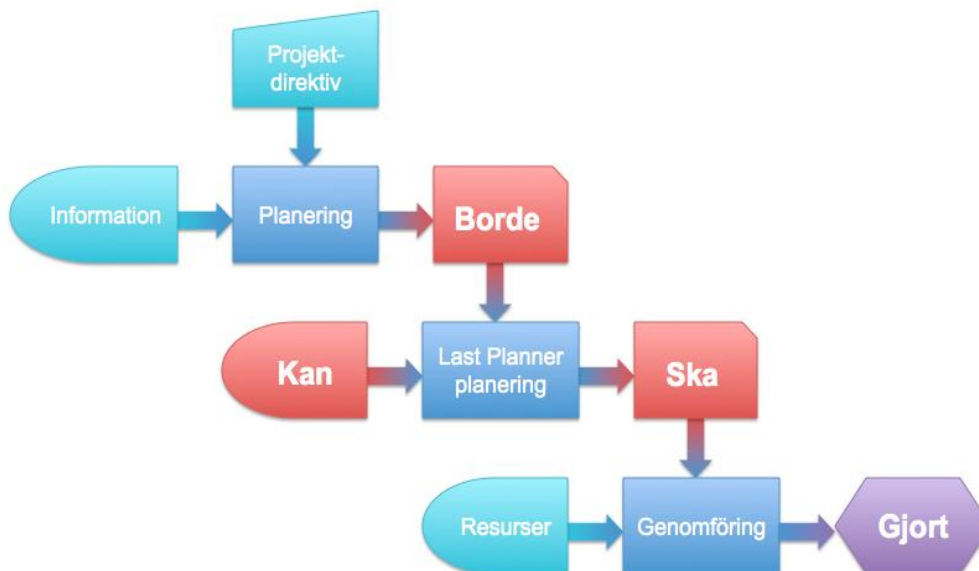 Projekt-
direktiv
Information
Planering
Borde
Kan
Last Planner
planering
Ska
Resurser
Genomföring
Gjort